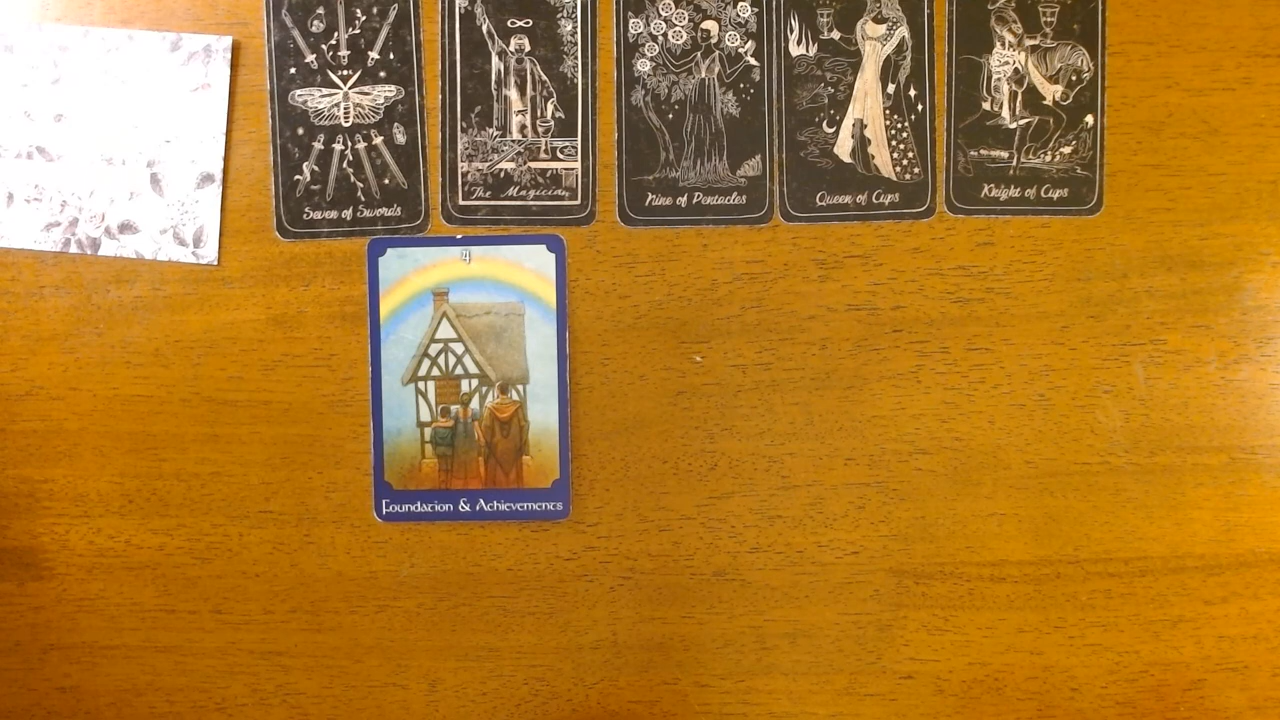 Seven of Swords
The Magician
Nine of Pentacles
Queen of Cups
Knight of Cups
4
Foundation & Achievements